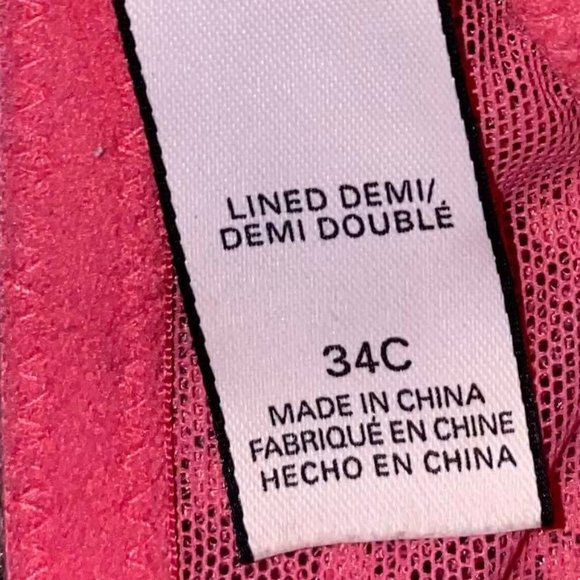 LINED DEMI/
DEMI DOUBLÉ
34C
MADE IN CHINA
FABRIQUÉ EN CHINE
HECHO EN CHINA